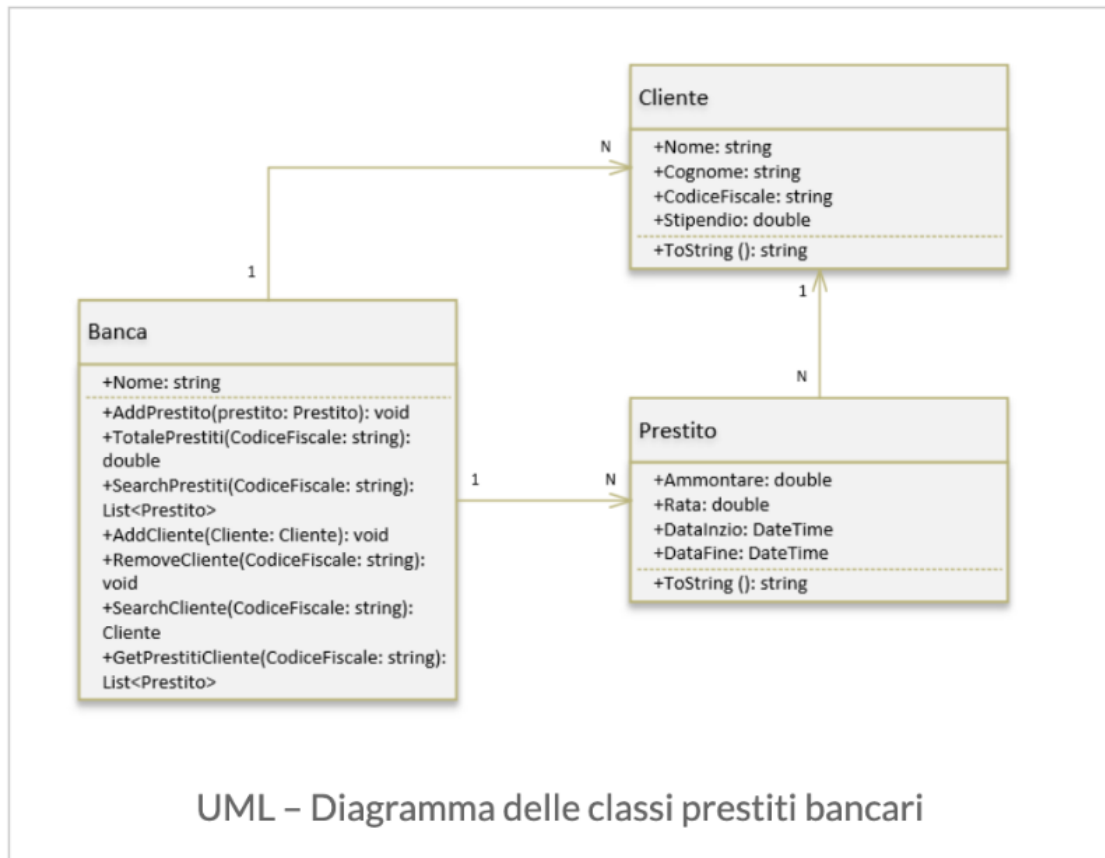 Cliente
+Nome: string
+Cognome: string
+CodiceFiscale: string
+Stipendio: double
+ToString (): string
N
1
1
N
Banca
+Nome: string
+AddPrestito(prestito: Prestito): void
+TotalePrestiti(CodiceFiscale: string):
double
+SearchPrestiti(CodiceFiscale: string):
List<Prestito>
+AddCliente(Cliente: Cliente): void
+RemoveCliente(CodiceFiscale: string):
void
+SearchCliente(CodiceFiscale: string):
Cliente
+GetPrestitiCliente(CodiceFiscale: string):
List<Prestito>
1
N
Prestito
+Ammontare: double
+Rata: double
+DataInzio: DateTime
+DataFine: DateTime
+ToString (): string
UML – Diagramma delle classi prestiti bancari